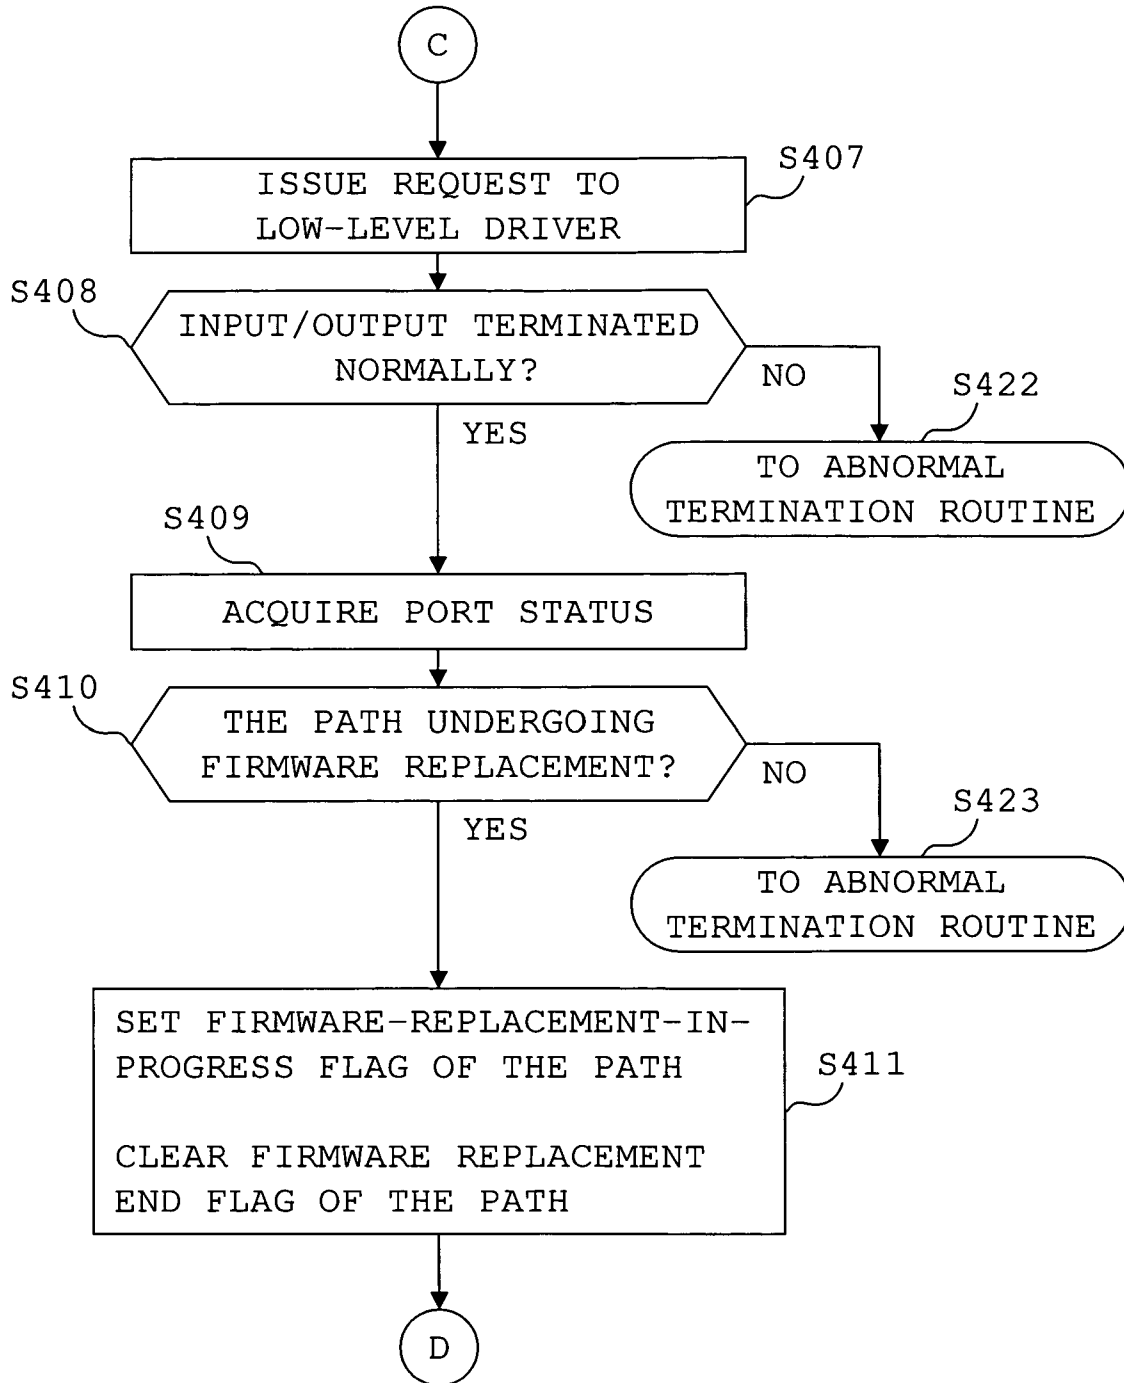 C
S407
ISSUE REQUEST TO
LOW-LEVEL DRIVER
S408
INPUT/OUTPUT TERMINATED
NORMALLY?
NO
YES
S422
TO ABNORMAL
TERMINATION ROUTINE
S409
ACQUIRE PORT STATUS
S410
THE PATH UNDERGOING
FIRMWARE REPLACEMENT?
NO
YES
S423
TO ABNORMAL
TERMINATION ROUTINE
SET FIRMWARE-REPLACEMENT-IN-
PROGRESS FLAG OF THE PATH
S411
CLEAR FIRMWARE REPLACEMENT
END FLAG OF THE PATH
D